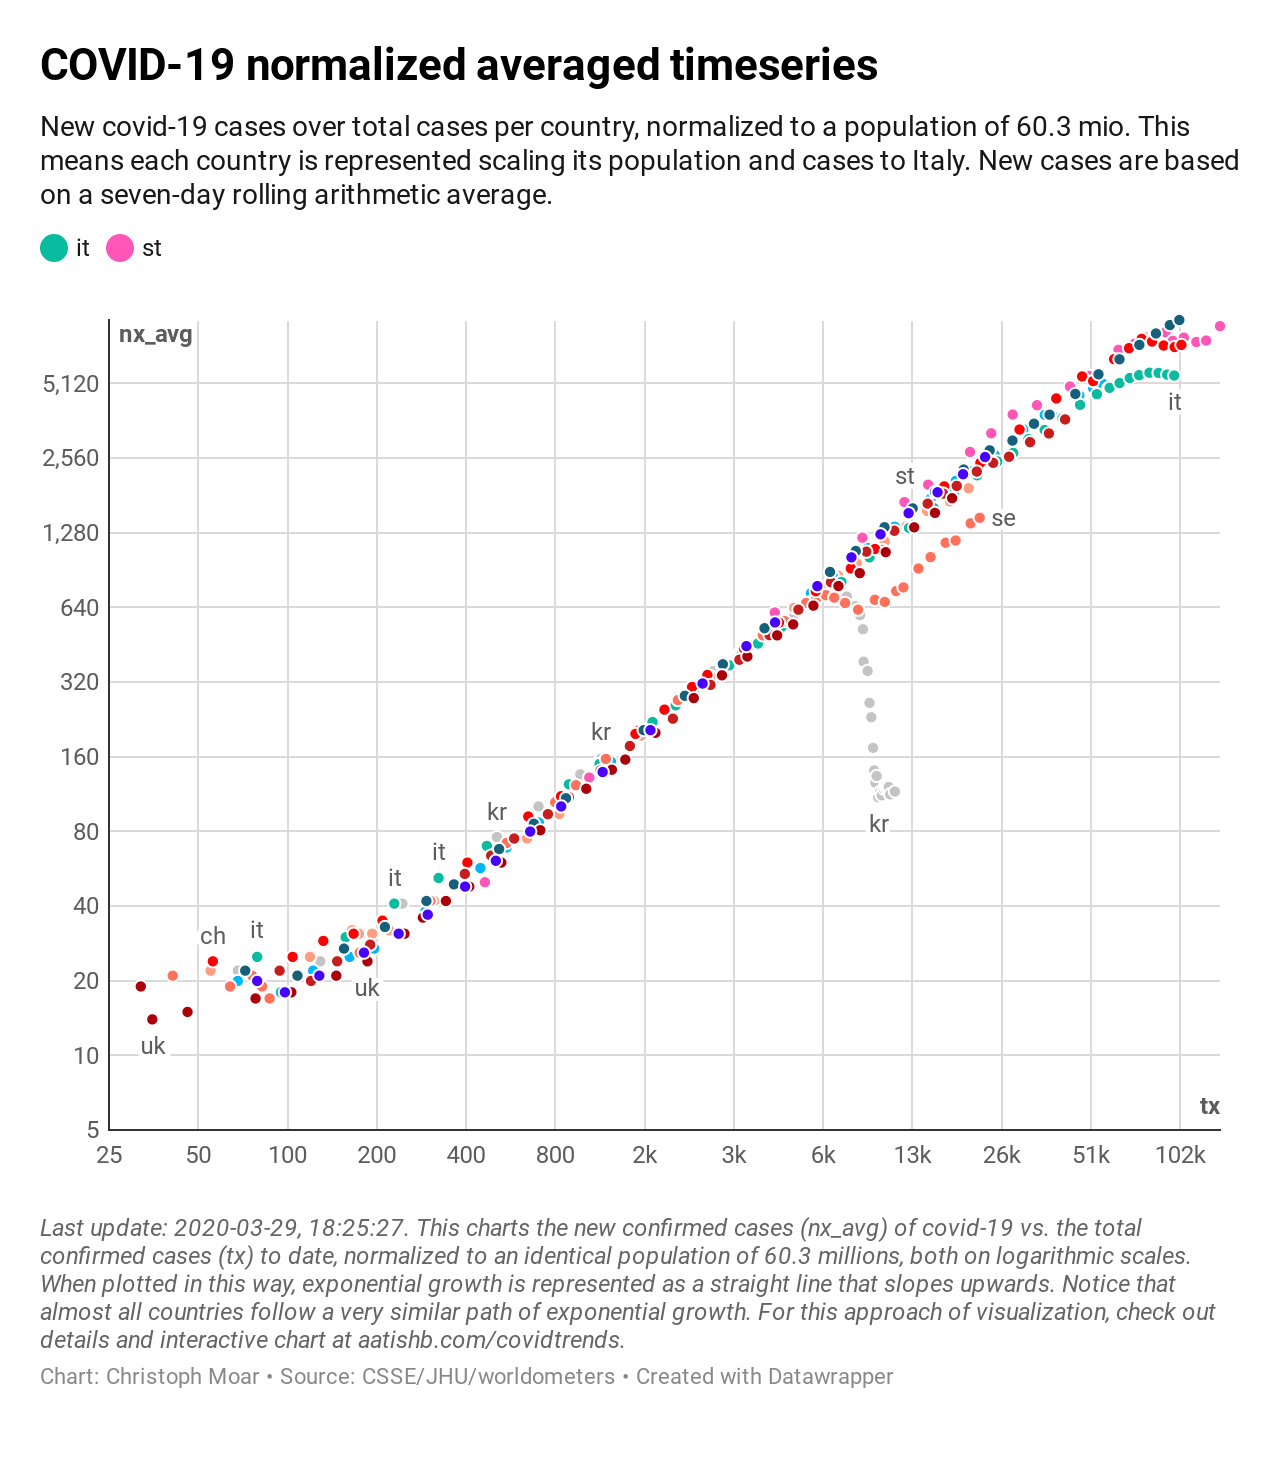 COVID-19 normalized averaged timeseries
New covid-19 cases over total cases per country, normalized to a population of 60.3 mio. This
means each country is represented scaling its population and cases to Italy. New cases are based
on a seven-day rolling arithmetic average.
it st
nx_avg
5,120
it
2,560
st
1,280
se
640
320
kr
160
kr
kr
80
it
it
40
ch it
20
uk
uk
10
tx
5
25 50 100 200 400 800 2k 3k 6k 13k 26k 51k 102k
Last update: 2020-03-29, 18:25:27. This charts the new confirmed cases (nx_avg) of covid-19 vs. the total
confirmed cases (tx) to date, normalized to an identical population of 60.3 millions, both on logarithmic scales.
When plotted in this way, exponential growth is represented as a straight line that slopes upwards. Notice that
almost all countries follow a very similar path of exponential growth. For this approach of visualization, check out
details and interactive chart at aatishb.com/covidtrends.
Chart: Christoph Moar • Source: CSSE/JHU/worldometers • Created with Datawrapper